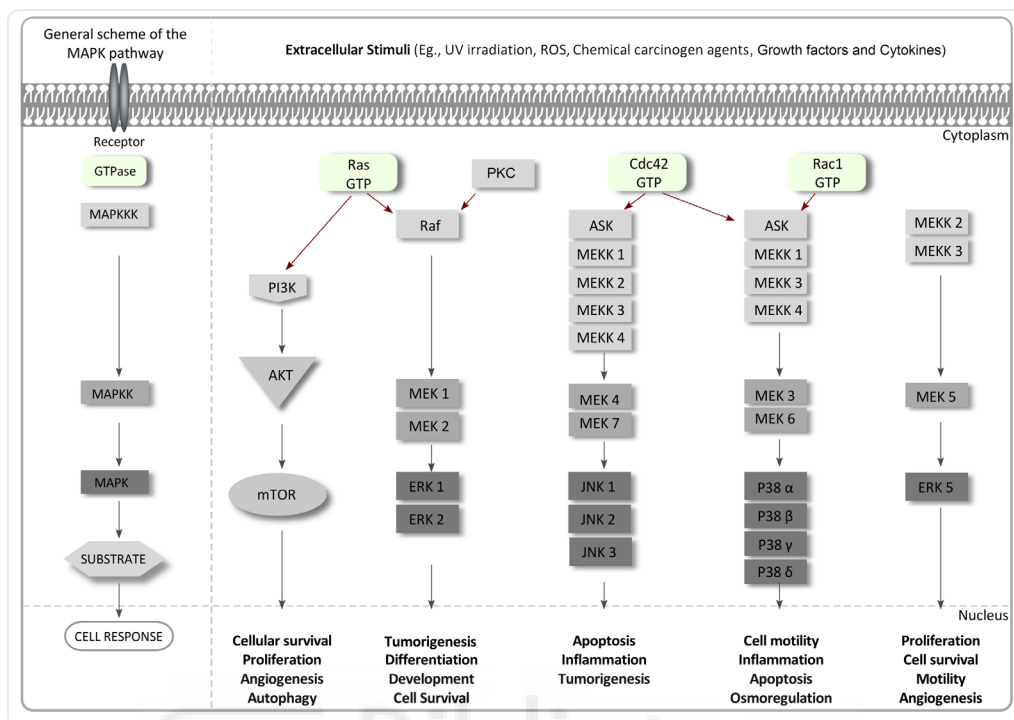 General scheme of the
MAPK pathway
Extracellular Stimuli (Eg., UV irradiation, ROS, Chemical carcinogen agents, Growth factors and Cytokines)
Receptor
Cytoplasm
GTPase
MAPKKK
MAPKK
MAPK
SUBSTRATE
CELL RESPONSE
Ras
GTP
PKC
Raf
PI3K
AKT
mTOR
MEK 1
MEK 2
ERK 1
ERK 2
Cdc42
GTP
Rac1
GTP
ASK
MEKK 1
MEKK 2
MEKK 3
MEKK 4
MEK 4
MEK 7
JNK 1
JNK 2
JNK 3
ASK
MEKK 1
MEKK 3
MEKK 4
MEK 3
MEK 6
P38 α
P38 β
P38 γ
P38 δ
MEKK 2
MEKK 3
MEK 5
ERK 5
Nucleus
Cellular survival
Proliferation
Angiogenesis
Autophagy
Tumorigenesis
Differentiation
Development
Cell Survival
Apoptosis
Inflammation
Tumorigenesis
Cell motility
Inflammation
Apoptosis
Osmoregulation
Proliferation
Cell survival
Motility
Angiogenesis